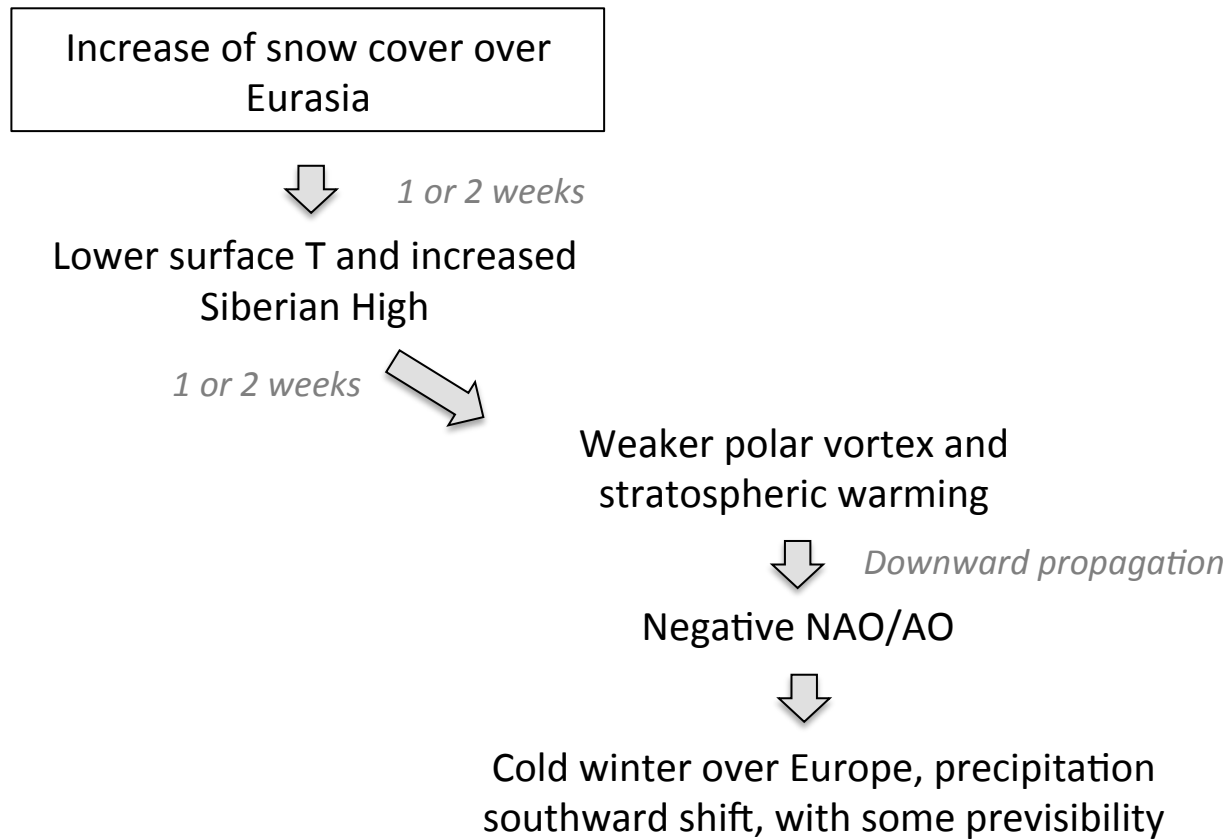 Increase of snow cover over
Eurasia
1 or 2 weeks
Lower surface T and increased
Siberian High
1 or 2 weeks
Weaker polar vortex and
stratospheric warming
Downward propagation
Negative NAO/AO
Cold winter over Europe, precipitation
southward shift, with some previsibility